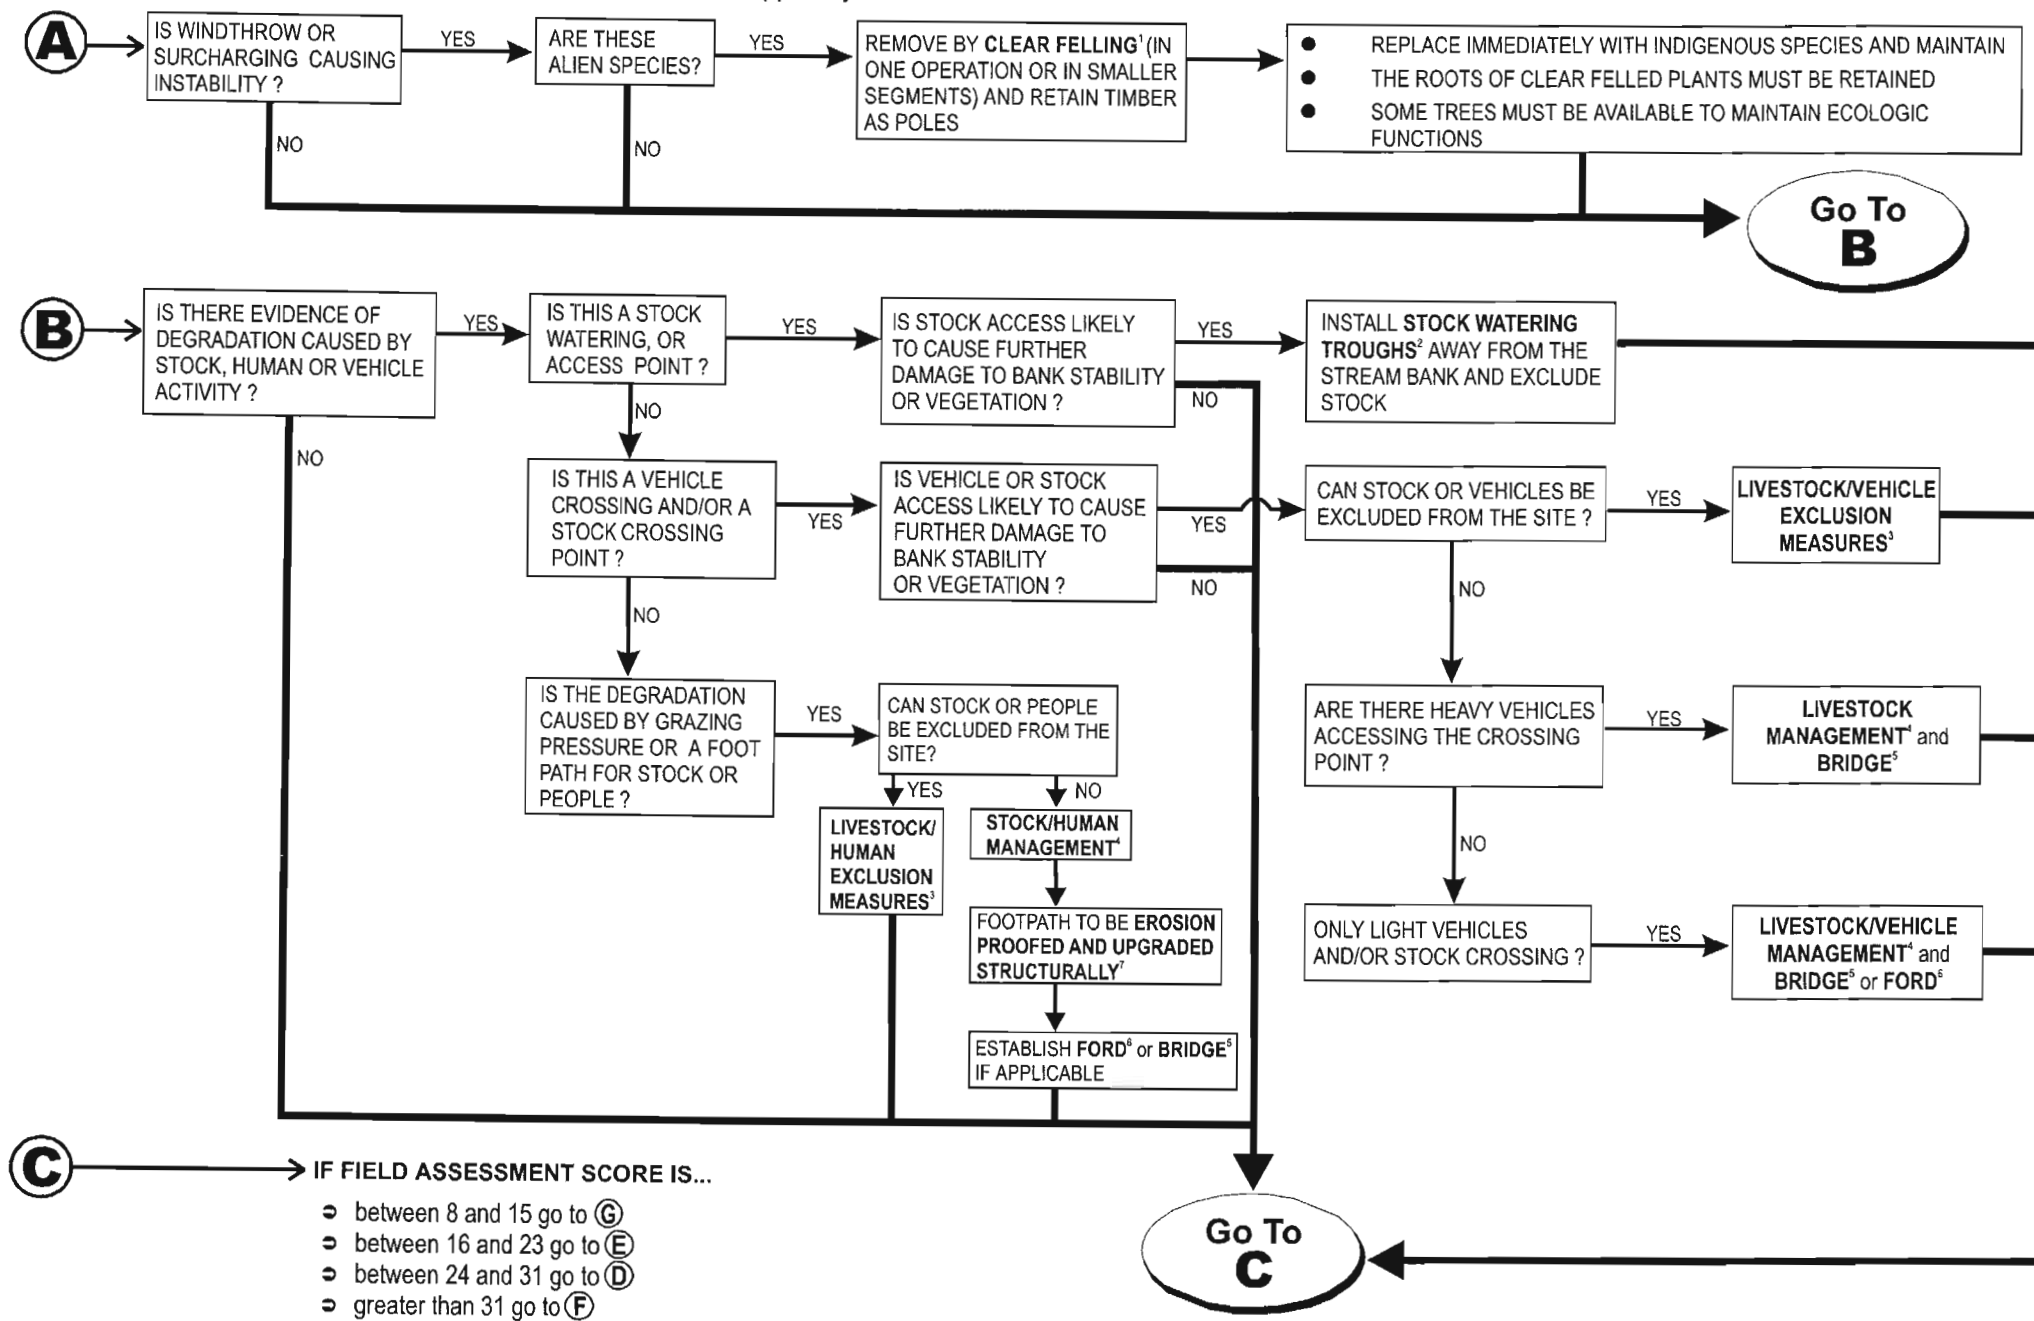 A
IS WINDTHROW OR
SURCHARGING CAUSING
INSTABILITY ?
YES
NO
ARE THESE
ALIEN SPECIES?
YES
NO
REMOVE BY CLEAR FELLING¹ (IN
ONE OPERATION OR IN SMALLER
SEGMENTS) AND RETAIN TIMBER
AS POLES
● REPLACE IMMEDIATELY WITH INDIGENOUS SPECIES AND MAINTAIN
● THE ROOTS OF CLEAR FELLED PLANTS MUST BE RETAINED
● SOME TREES MUST BE AVAILABLE TO MAINTAIN ECOLOGIC
FUNCTIONS
Go To
B
B
IS THERE EVIDENCE OF
DEGRADATION CAUSED BY
STOCK, HUMAN OR VEHICLE
ACTIVITY ?
YES
NO
IS THIS A STOCK
WATERING, OR
ACCESS POINT ?
YES
NO
IS STOCK ACCESS LIKELY
TO CAUSE FURTHER
DAMAGE TO BANK STABILITY
OR VEGETATION ?
YES
NO
INSTALL STOCK WATERING
TROUGHS² AWAY FROM THE
STREAM BANK AND EXCLUDE
STOCK
IS THIS A VEHICLE
CROSSING AND/OR A
STOCK CROSSING
POINT ?
YES
NO
IS VEHICLE OR STOCK
ACCESS LIKELY TO CAUSE
FURTHER DAMAGE TO
BANK STABILITY
OR VEGETATION ?
YES
NO
CAN STOCK OR VEHICLES BE
EXCLUDED FROM THE SITE ?
YES
NO
LIVESTOCK/VEHICLE
EXCLUSION
MEASURES³
IS THE DEGRADATION
CAUSED BY GRAZING
PRESSURE OR A FOOT
PATH FOR STOCK OR
PEOPLE ?
YES
CAN STOCK OR PEOPLE
BE EXCLUDED FROM THE
SITE?
YES
NO
LIVESTOCK/
HUMAN
EXCLUSION
MEASURES³
STOCK/HUMAN
MANAGEMENT⁴
FOOTPATH TO BE EROSION
PROOFED AND UPGRADED
STRUCTURALLY⁷
ESTABLISH FORD⁶ or BRIDGE⁵
IF APPLICABLE
ARE THERE HEAVY VEHICLES
ACCESSING THE CROSSING
POINT ?
YES
NO
LIVESTOCK
MANAGEMENT⁴ and
BRIDGE⁵
ONLY LIGHT VEHICLES
AND/OR STOCK CROSSING ?
YES
LIVESTOCK/VEHICLE
MANAGEMENT⁴ and
BRIDGE⁵ or FORD⁶
C
IF FIELD ASSESSMENT SCORE IS...
➲ between 8 and 15 go to G
➲ between 16 and 23 go to E
➲ between 24 and 31 go to D
➲ greater than 31 go to F
Go To
C